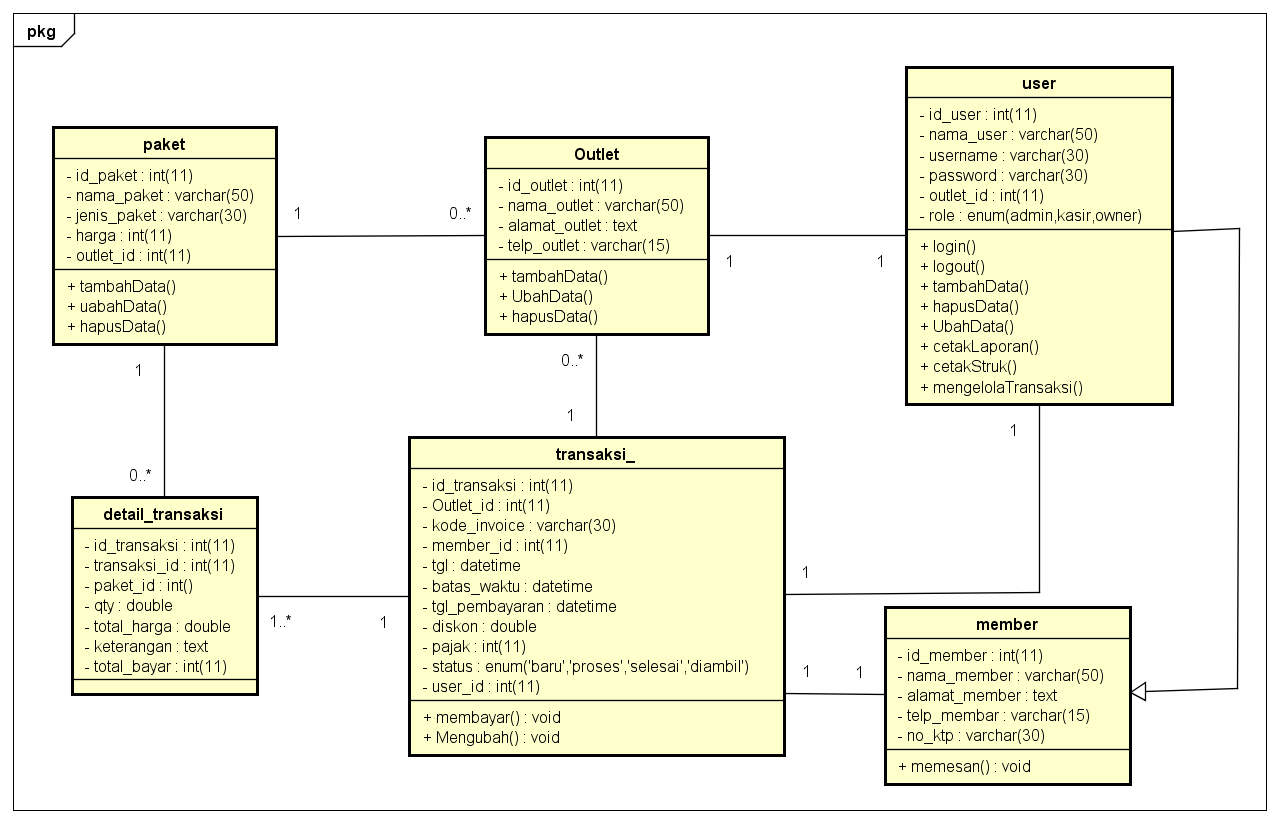 pkg
paket
- id_paket : int(11)
- nama_paket : varchar(50)
- jenis_paket : varchar(30)
- harga : int(11)
- outlet_id : int(11)
+ tambahData()
+ uabahData()
+ hapusData()
1
0..*
Outlet
- id_outlet : int(11)
- nama_outlet : varchar(50)
- alamat_outlet : text
- telp_outlet : varchar(15)
+ tambahData()
+ UbahData()
+ hapusData()
1
1
user
- id_user : int(11)
- nama_user : varchar(50)
- username : varchar(30)
- password : varchar(30)
- outlet_id : int(11)
- role : enum(admin,kasir,owner)
+ login()
+ logout()
+ tambahData()
+ hapusData()
+ UbahData()
+ cetakLaporan()
+ cetakStruk()
+ mengelolaTransaksi()
1
0..*
0..*
1
1
1
detail_transaksi
- id_transaksi : int(11)
- transaksi_id : int(11)
- paket_id : int()
- qty : double
- total_harga : double
- keterangan : text
- total_bayar : int(11)
1..*
1
transaksi_
- id_transaksi : int(11)
- Outlet_id : int(11)
- kode_invoice : varchar(30)
- member_id : int(11)
- tgl : datetime
- batas_waktu : datetime
- tgl_pembayaran : datetime
- diskon : double
- pajak : int(11)
- status : enum('baru','proses','selesai','diambil')
- user_id : int(11)
+ membayar() : void
+ Mengubah() : void
1
1
member
- id_member : int(11)
- nama_member : varchar(50)
- alamat_member : text
- telp_membar : varchar(15)
- no_ktp : varchar(30)
+ memesan() : void